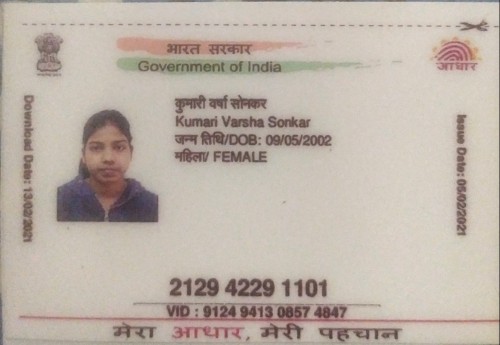 भारत सरकार
Government of India
आधार
Download Date: 13/02/2021
कुमारी वर्षा सोनकर
Kumari Varsha Sonkar
जन्म तिथि/DOB: 09/05/2002
महिला/ FEMALE
Issue Date: 05/02/2021
2129 4229 1101
VID : 9124 9413 0857 4847
मेरा आधार, मेरी पहचान